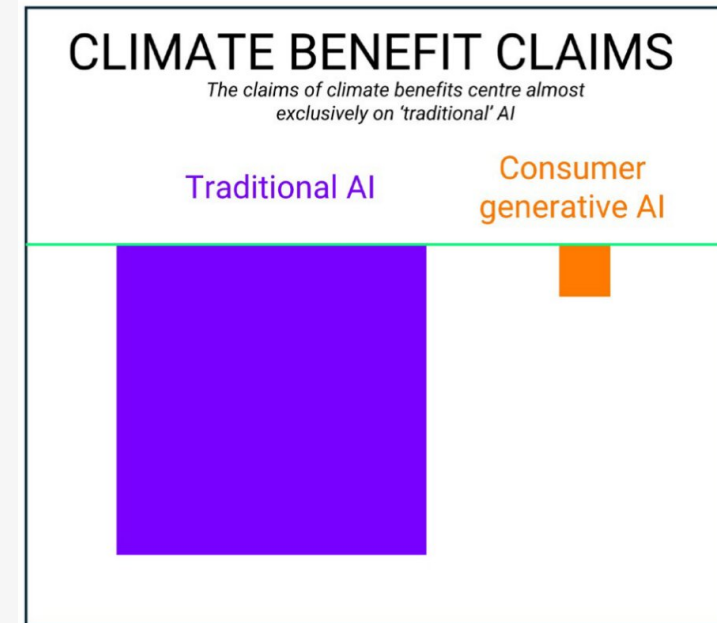 CLIMATE BENEFIT CLAIMS
The claims of climate benefits centre almost
exclusively on ‘traditional’ AI
Traditional AI
Consumer
generative AI